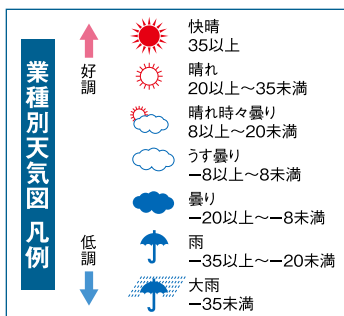 業種別天気図 凡例
好調
低調
快晴
35以上
晴れ
20以上～35未満
晴れ時々曇り
8以上～20未満
うす曇り
−8以上～8未満
曇り
−20以上～−8未満
雨
−35以上～−20未満
大雨
−35未満